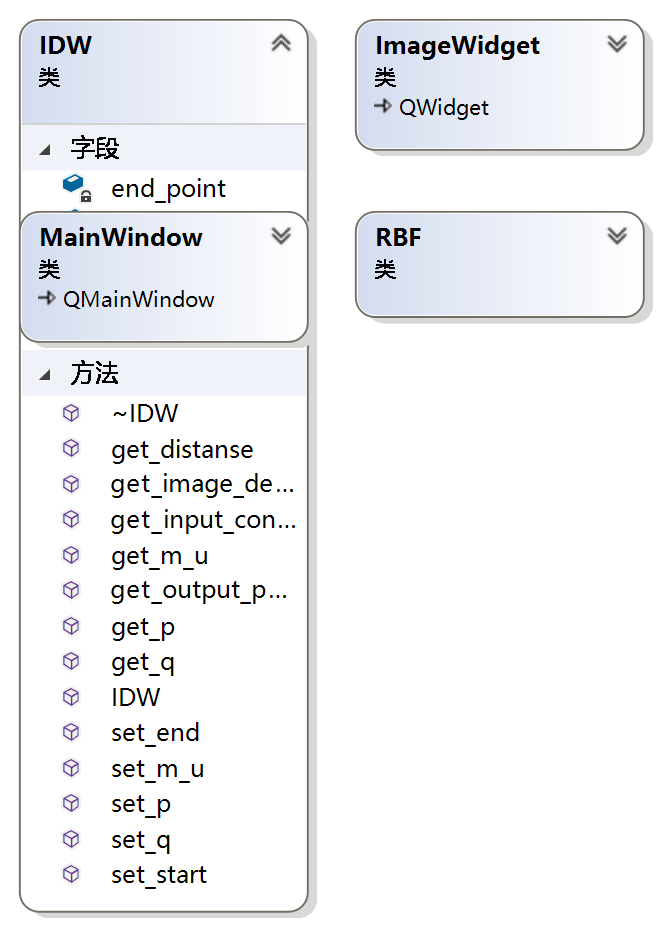 IDW
类
字段
end_point
MainWindow
类
QMainWindow
方法
~IDW
get_distanse
get_image_de...
get_input_con...
get_m_u
get_output_p...
get_p
get_q
IDW
set_end
set_m_u
set_p
set_q
set_start
ImageWidget
类
QWidget
RBF
类